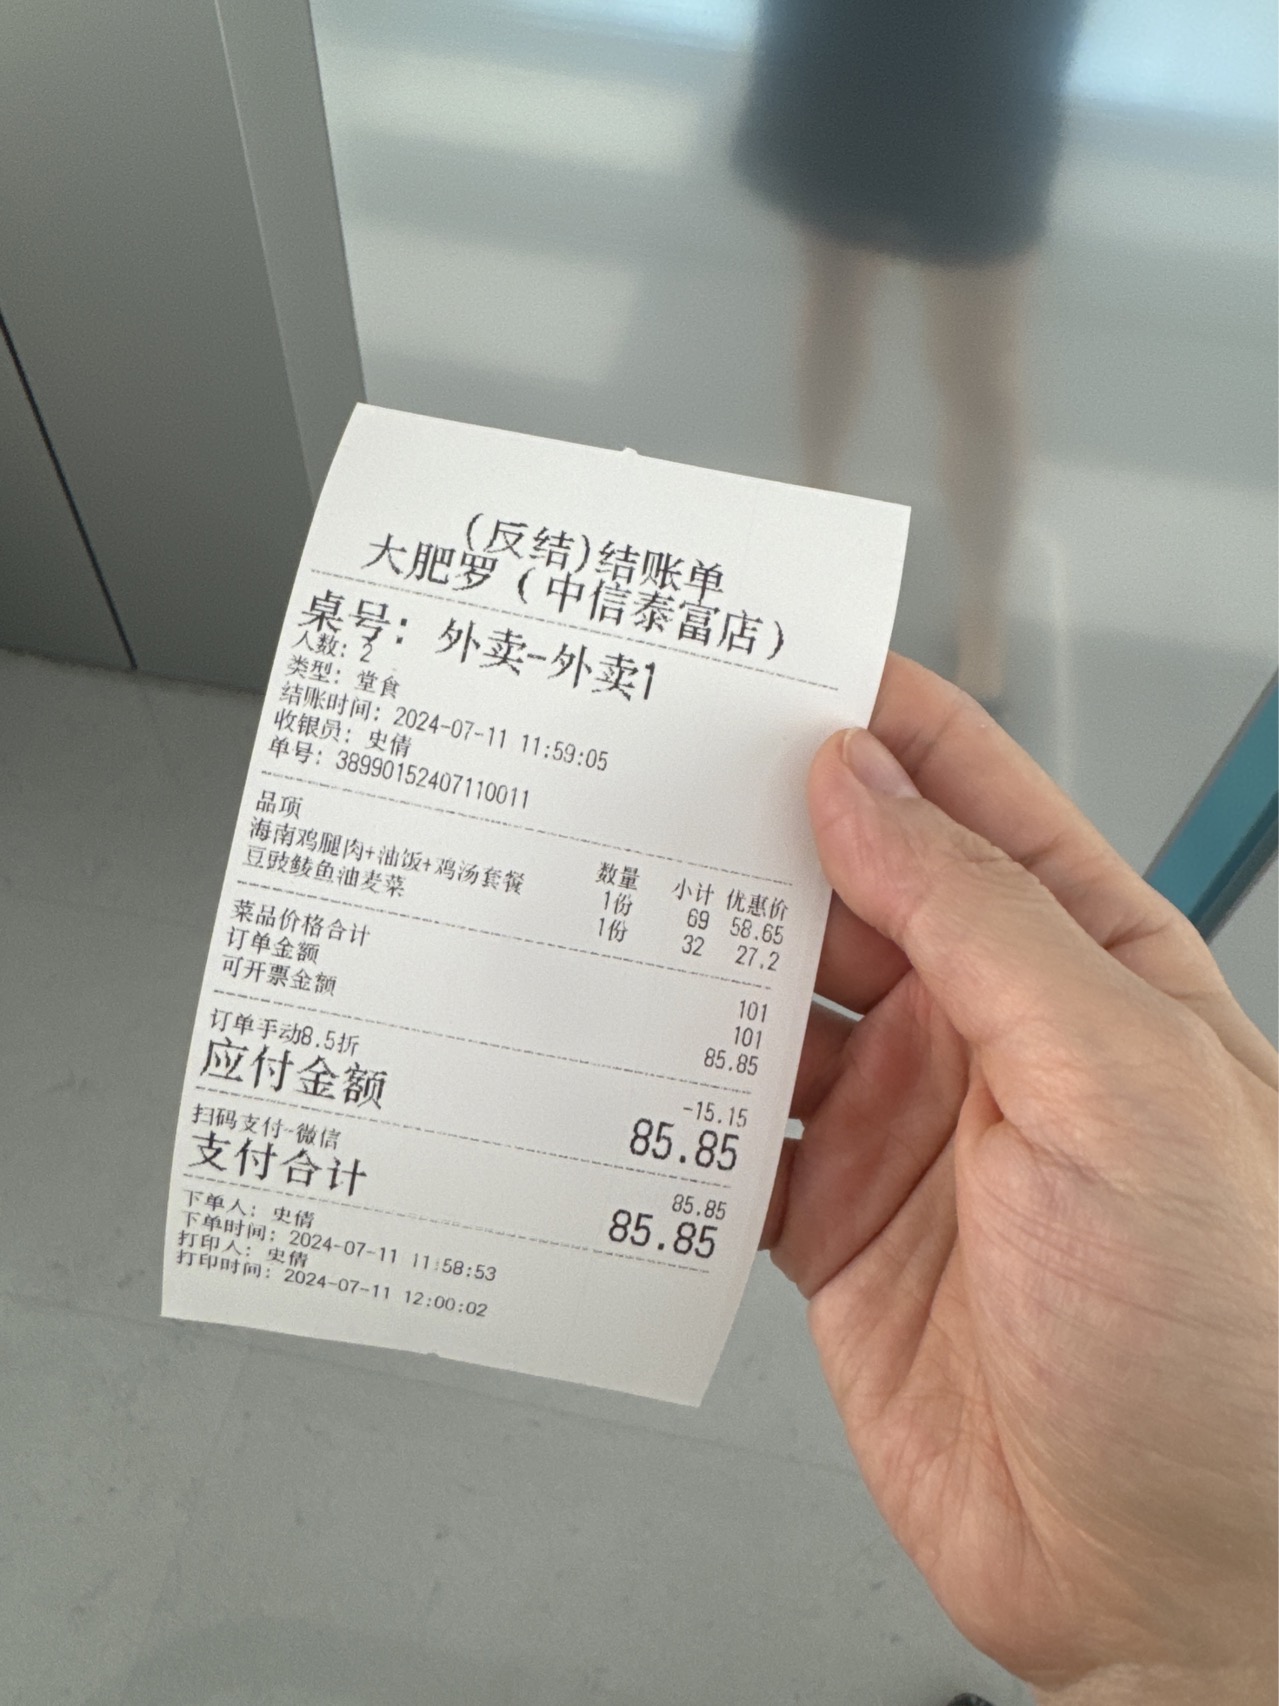 (反结)结账单
大肥罗（中信泰富店）
桌号：外卖-外卖1
人数：2
类型：堂食
结账时间：2024-07-11 11:59:05
收银员：史倩
单号：38990152407110011
品项 数量 小计 优惠价
海南鸡腿肉+油饭+鸡汤套餐 1份 69 58.65
豆豉鲮鱼油麦菜 1份 32 27.2
菜品价格合计 101
订单金额 101
可开票金额 85.85
订单手动8.5折 -15.15
应付金额 85.85
扫码支付-微信 85.85
支付合计 85.85
下单人：史倩
下单时间：2024-07-11 11:58:53
打印人：史倩
打印时间：2024-07-11 12:00:02